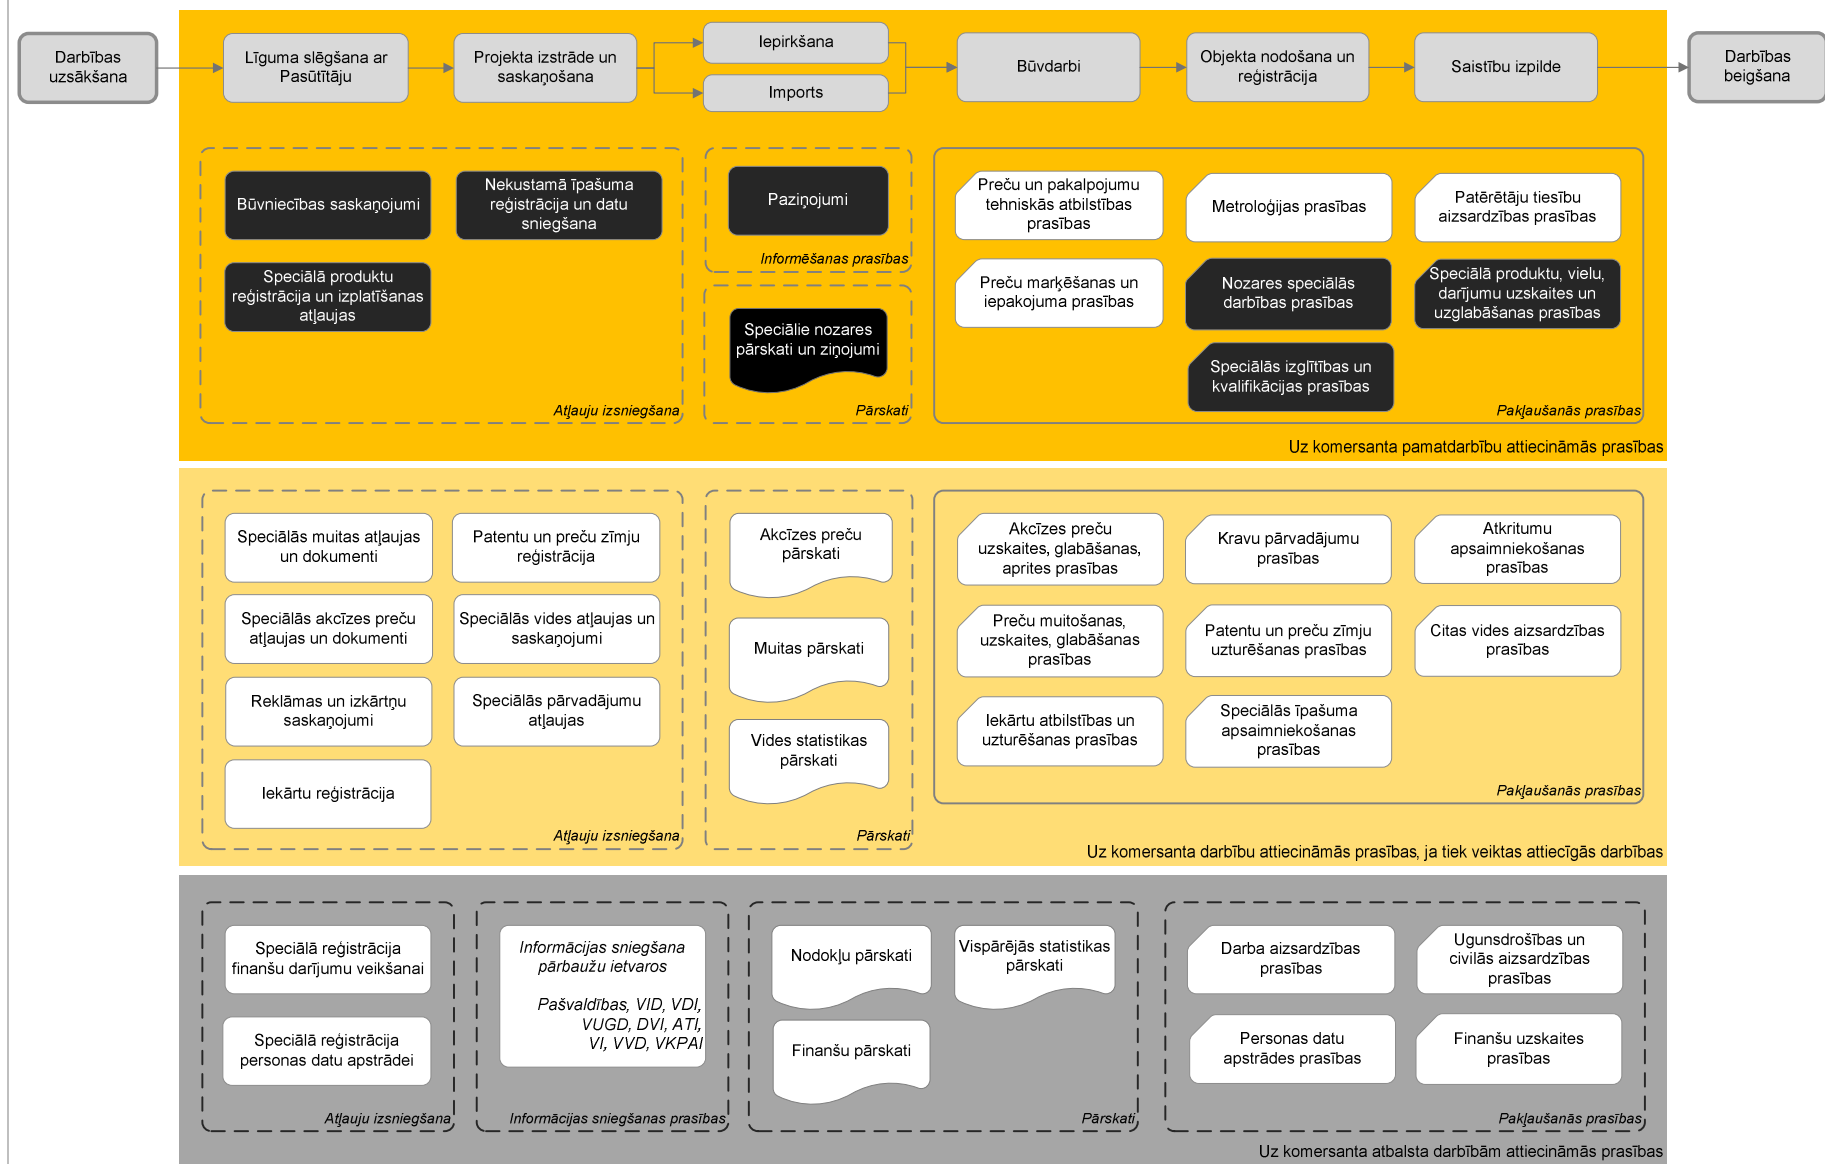 Darbības
uzsākšana
Līguma slēgšana ar
Pasūtītāju
Projekta izstrāde un
saskaņošana
Iepirkšana
Imports
Būvdarbi
Objekta nodošana un
reģistrācija
Saistību izpilde
Darbības
beigšana
Būvniecības saskaņojumi
Nekustamā īpašuma
reģistrācija un datu
sniegšana
Speciālā produktu
reģistrācija un izplatīšanas
atļaujas
Atļauju izsniegšana
Paziņojumi
Informēšanas prasības
Speciālie nozares
pārskati un ziņojumi
Pārskati
Preču un pakalpojumu
tehniskās atbilstības
prasības
Metroloģijas prasības
Patērētāju tiesību
aizsardzības prasības
Preču marķēšanas un
iepakojuma prasības
Nozares speciālās
darbības prasības
Speciālā produktu, vielu,
darījumu uzskaites un
uzglabāšanas prasības
Speciālās izglītības un
kvalifikācijas prasības
Pakļaušanās prasības
Uz komersanta pamatdarbību attiecināmās prasības
Speciālās muitas atļaujas
un dokumenti
Patentu un preču zīmju
reģistrācija
Speciālās akcīzes preču
atļaujas un dokumenti
Speciālās vides atļaujas un
saskaņojumi
Reklāmas un izkārtņu
saskaņojumi
Speciālās pārvadājumu
atļaujas
Iekārtu reģistrācija
Atļauju izsniegšana
Akcīzes preču
pārskati
Muitas pārskati
Vides statistikas
pārskati
Pārskati
Akcīzes preču
uzskaites, glabāšanas,
aprites prasības
Kravu pārvadājumu
prasības
Atkritumu
apsaimniekošanas
prasības
Preču muitošanas,
uzskaites, glabāšanas
prasības
Patentu un preču zīmju
uzturēšanas prasības
Citas vides aizsardzības
prasības
Iekārtu atbilstības un
uzturēšanas prasības
Speciālās īpašuma
apsaimniekošanas
prasības
Pakļaušanās prasības
Uz komersanta darbību attiecināmās prasības, ja tiek veiktas attiecīgās darbības
Speciālā reģistrācija
finanšu darījumu veikšanai
Speciālā reģistrācija
personas datu apstrādei
Atļauju izsniegšana
Informācijas sniegšana
pārbaužu ietvaros
Pašvaldības, VID, VDI,
VUGD, DVI, ATI,
VI, VVD, VKPAI
Informācijas sniegšanas prasības
Nodokļu pārskati
Vispārējās statistikas
pārskati
Finanšu pārskati
Pārskati
Darba aizsardzības
prasības
Ugunsdrošības un
civilās aizsardzības
prasības
Personas datu
apstrādes prasības
Finanšu uzskaites
prasības
Pakļaušanās prasības
Uz komersanta atbalsta darbībām attiecināmās prasības